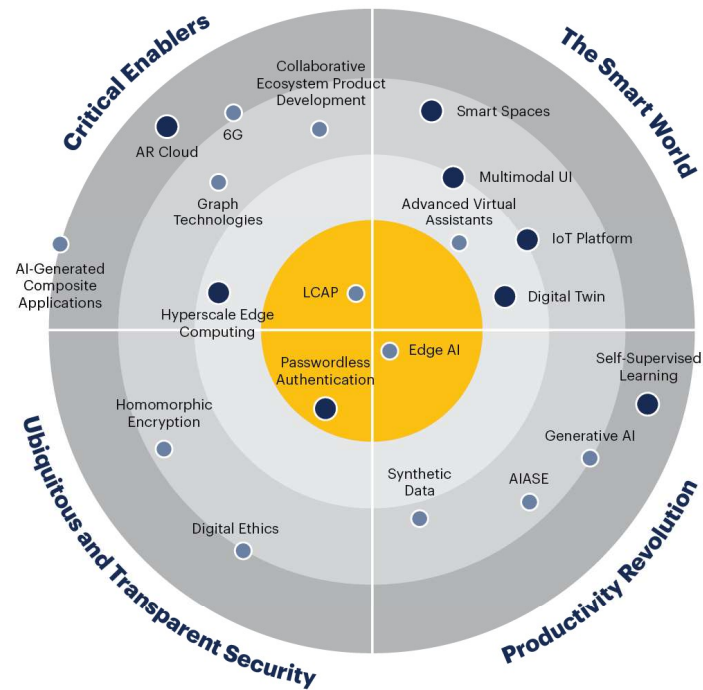 Critical Enablers
The Smart World
Collaborative
Ecosystem Product
Development
6G
AR Cloud
Smart Spaces
Multimodal UI
Graph
Technologies
Advanced Virtual
Assistants
IoT Platform
AI-Generated
Composite
Applications
LCAP
Digital Twin
Hyperscale Edge
Computing
Edge AI
Passwordless
Authentication
Self-Supervised
Learning
Homomorphic
Encryption
Generative AI
Synthetic
Data
AIASE
Digital Ethics
Ubiquitous and Transparent Security
Productivity Revolution